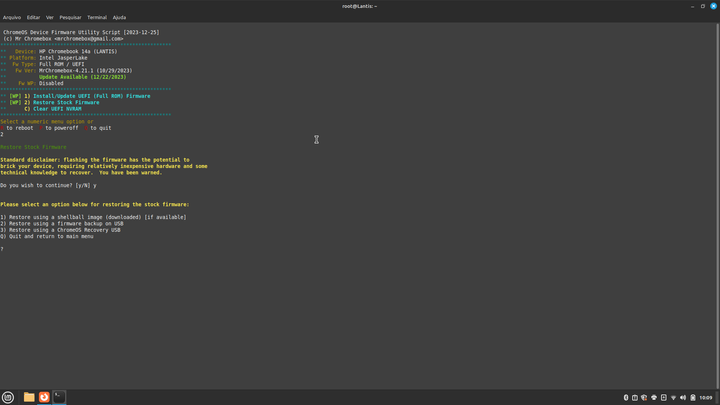 root@Lantis: ~
Arquivo Editar Ver Pesquisar Terminal Ajuda
ChromeOS Device Firmware Utility Script [2023-12-25]
(c) Mr Chromebox <mrchromebox@gmail.com>
*********************************************************
** Device: HP Chromebook 14a (LANTIS)
** Platform: Intel JasperLake
** Fw Type: Full ROM / UEFI
** Fw Ver: MrChromebox-4.21.1 (10/29/2023)
** Update Available (12/22/2023)
** Fw WP: Disabled
*********************************************************
** [WP] 1) Install/Update UEFI (Full ROM) Firmware
** [WP] 2) Restore Stock Firmware
** C) Clear UEFI NVRAM
*********************************************************
Select a numeric menu option or
to reboot to poweroff to quit
2
Restore Stock Firmware
Standard disclaimer: flashing the firmware has the potential to
brick your device, requiring relatively inexpensive hardware and some
technical knowledge to recover. You have been warned.
Do you wish to continue? [y/N] y
Please select an option below for restoring the stock firmware:
1) Restore using a shellball image (downloaded) [if available]
2) Restore using a firmware backup on USB
3) Restore using a ChromeOS Recovery USB
Q) Quit and return to main menu
?
10:09